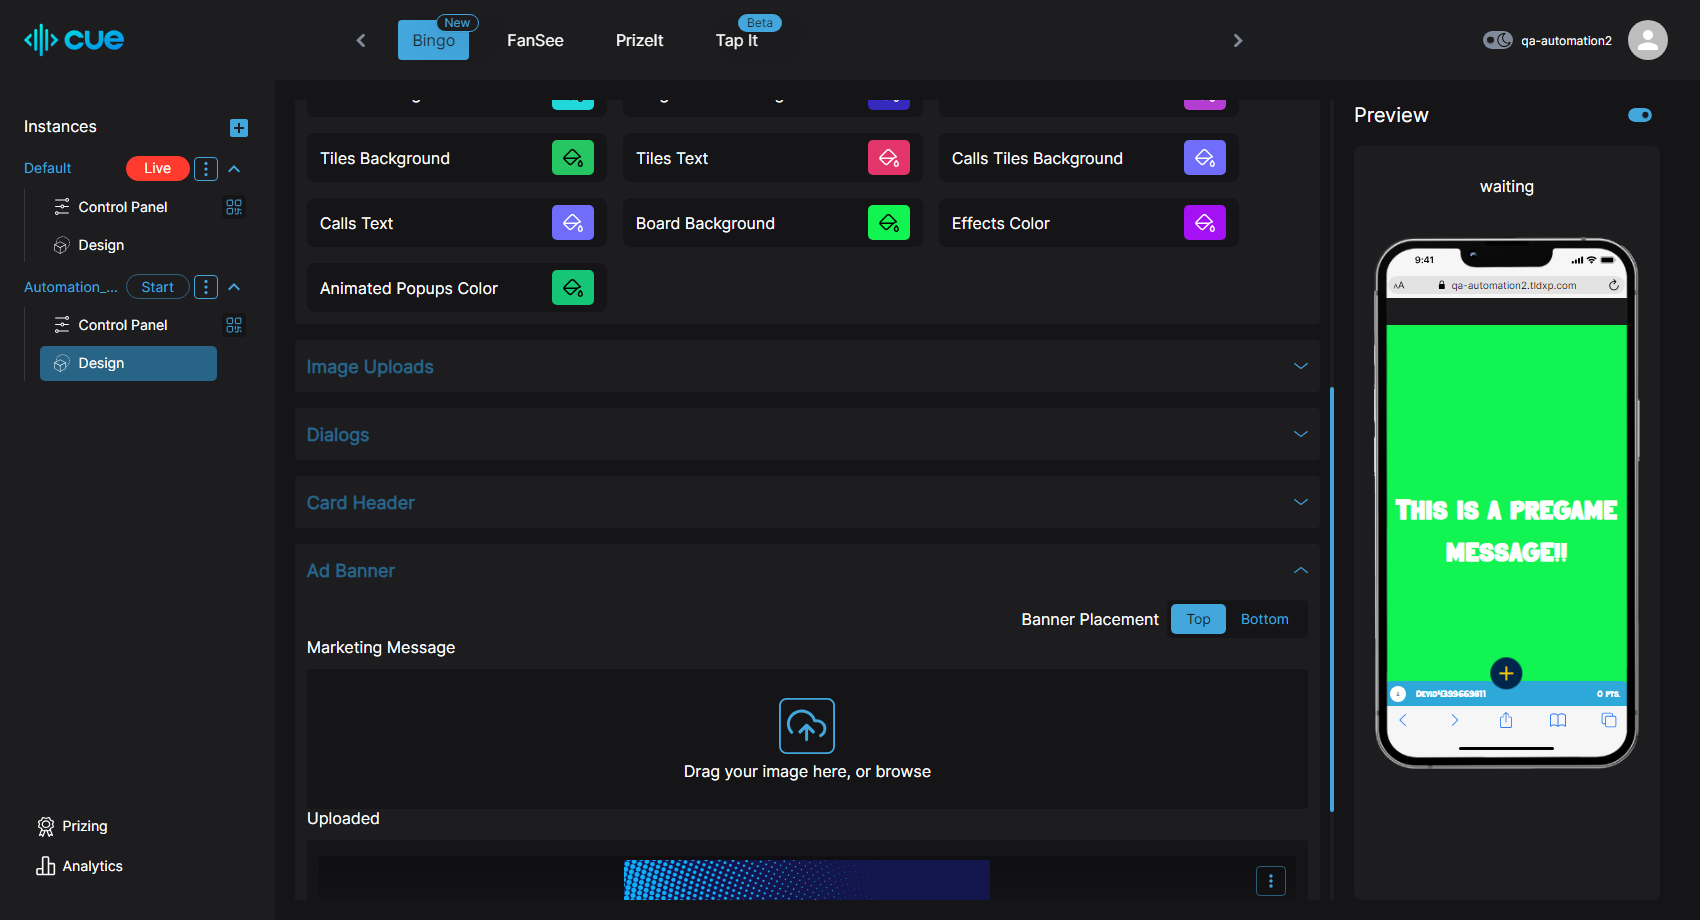 cue
Bingo
New
FanSee
PrizeIt
Tap It
Beta
qa-automation2
Instances
Default
Live
Control Panel
Design
Automation_...
Start
Control Panel
Design
Prizing
Analytics
Tiles Background
Tiles Text
Calls Tiles Background
Calls Text
Board Background
Effects Color
Animated Popups Color
Image Uploads
Dialogs
Card Header
Ad Banner
Banner Placement
Top
Bottom
Marketing Message
Drag your image here, or browse
Uploaded
Preview
waiting
9:41
AA
qa-automation2.tldxp.com
THIS IS A PREGAME
MESSAGE!!
DEVID4399669811
0 PTS.